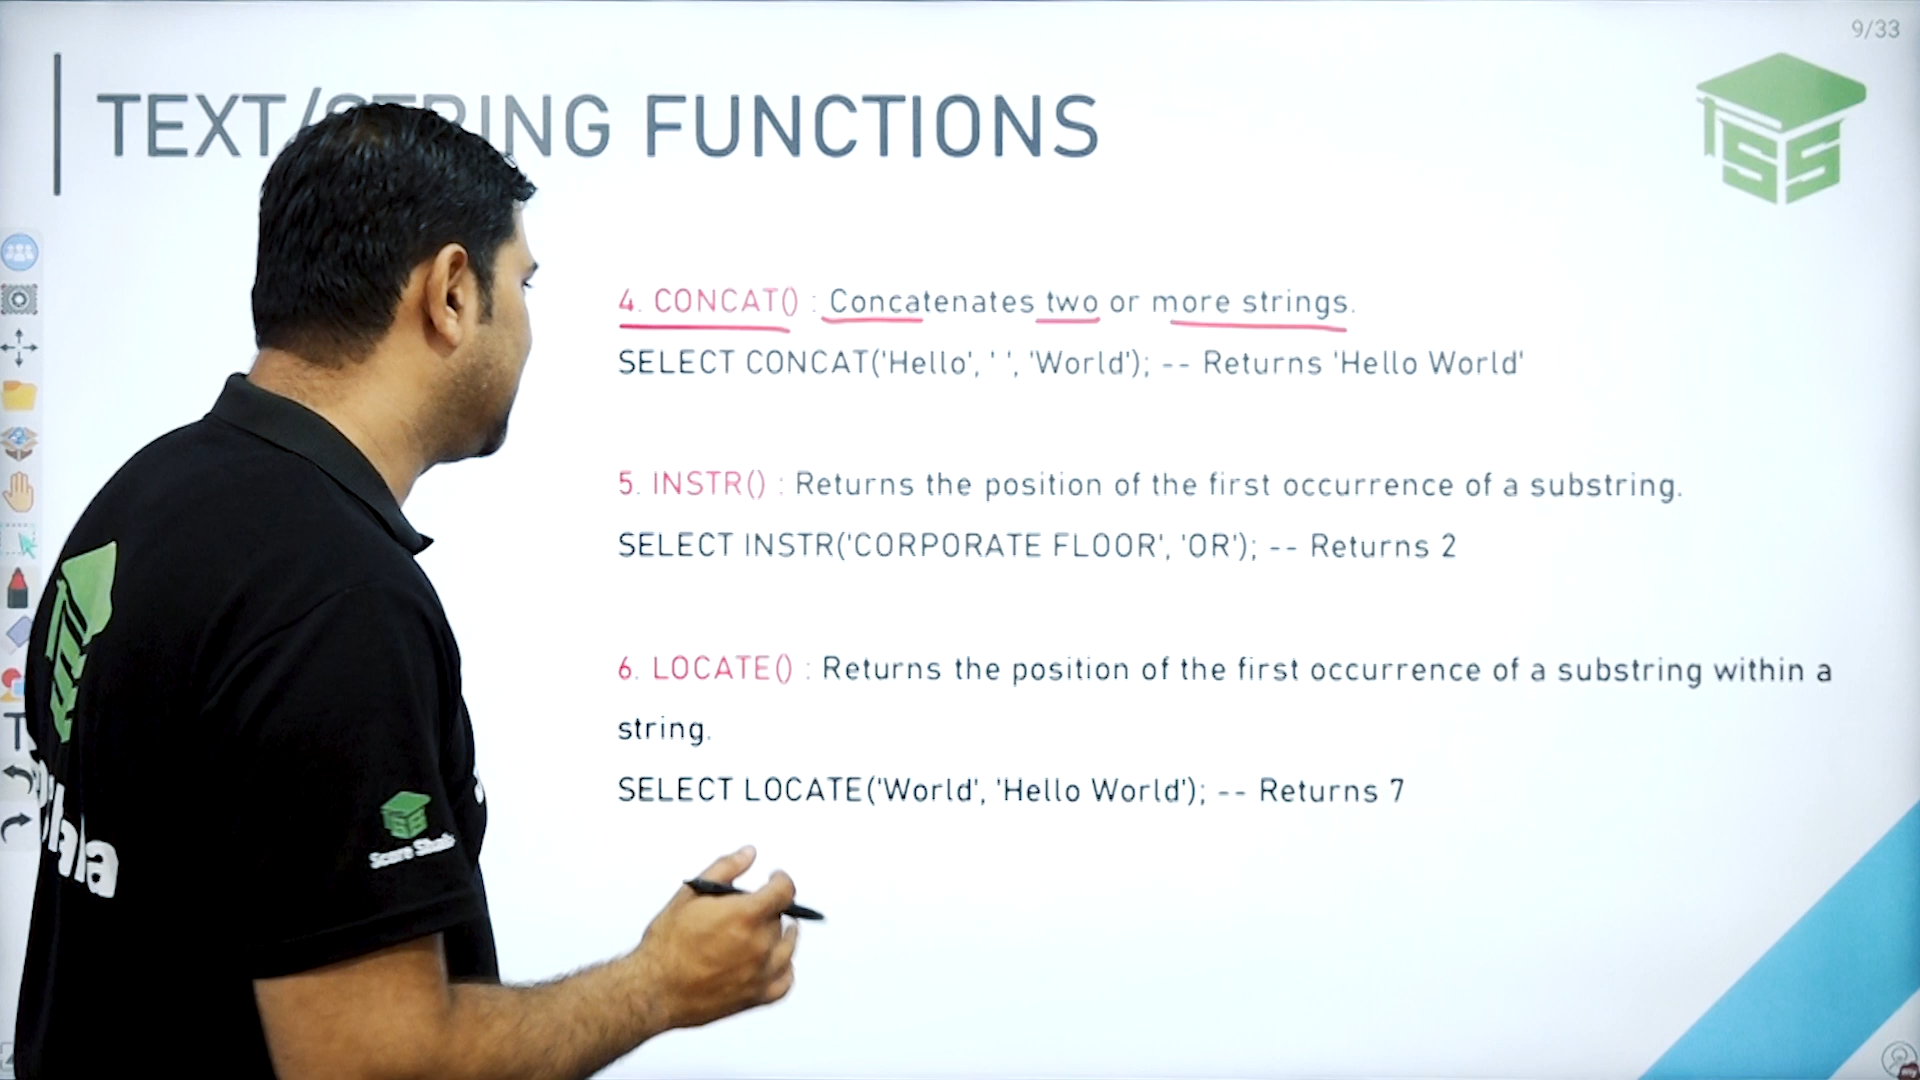 9/33
TEXT/STRING FUNCTIONS
SS
4. CONCAT() : Concatenates two or more strings.
SELECT CONCAT('Hello', ' ', 'World'); -- Returns 'Hello World'
5. INSTR() : Returns the position of the first occurrence of a substring.
SELECT INSTR('CORPORATE FLOOR', 'OR'); -- Returns 2
6. LOCATE() : Returns the position of the first occurrence of a substring within a
string.
SELECT LOCATE('World', 'Hello World'); -- Returns 7
T